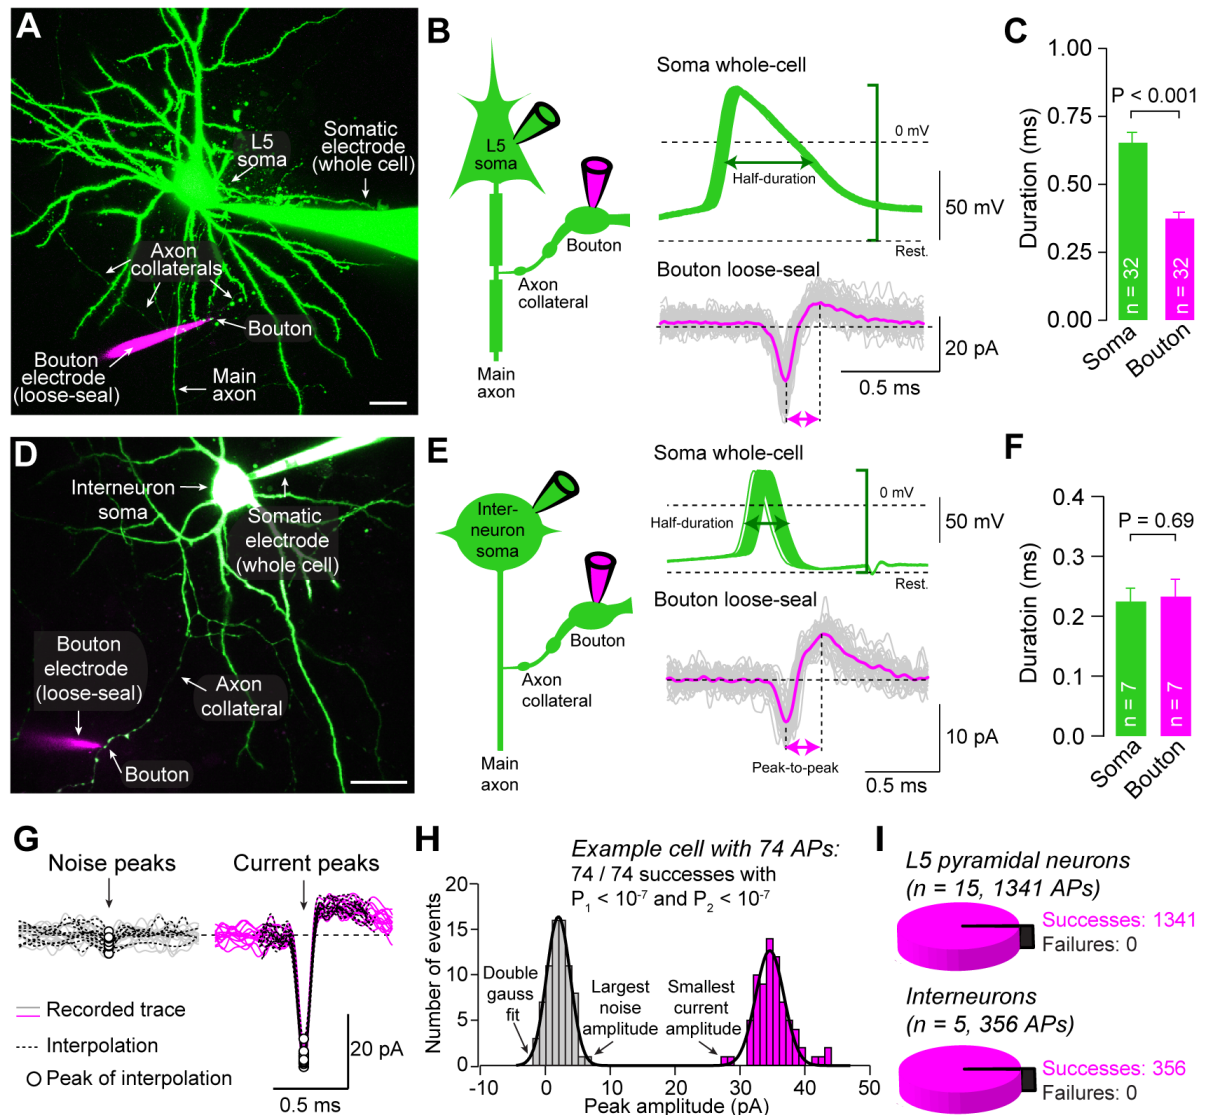 A
L5
soma
Somatic
electrode
(whole cell)
Axon
collaterals
Bouton
Bouton
electrode
(loose-seal)
Main
axon
B
L5
soma
Bouton
Axon
collateral
Main
axon
Soma whole-cell
0 mV
Half-duration
50 mV
Rest.
Bouton loose-seal
20 pA
0.5 ms
C
1.00
0.75
0.50
0.25
0.00
Duration (ms)
P < 0.001
n = 32
n = 32
Soma
Bouton
D
Interneuron
soma
Somatic
electrode
(whole cell)
Bouton
electrode
(loose-seal)
Axon
collateral
Bouton
E
Inter-
neuron
soma
Bouton
Axon
collateral
Main
axon
Soma whole-cell
0 mV
Half-duration
50 mV
Rest.
Bouton loose-seal
10 pA
Peak-to-peak
0.5 ms
F
0.4
0.3
0.2
0.1
0.0
Duratoin (ms)
P = 0.69
n = 7
n = 7
Soma
Bouton
G
Noise peaks
Current peaks
Recorded trace
Interpolation
Peak of interpolation
20 pA
0.5 ms
H
Example cell with 74 APs:
74 / 74 successes with
P1 < 10-7 and P2 < 10-7
20
15
10
5
0
Number of events
Double
gauss
fit
Largest
noise
amplitude
Smallest
current
amplitude
-10 0 10 20 30 40 50
Peak amplitude (pA)
I
L5 pyramidal neurons
(n = 15, 1341 APs)
Successes: 1341
Failures: 0
Interneurons
(n = 5, 356 APs)
Successes: 356
Failures: 0